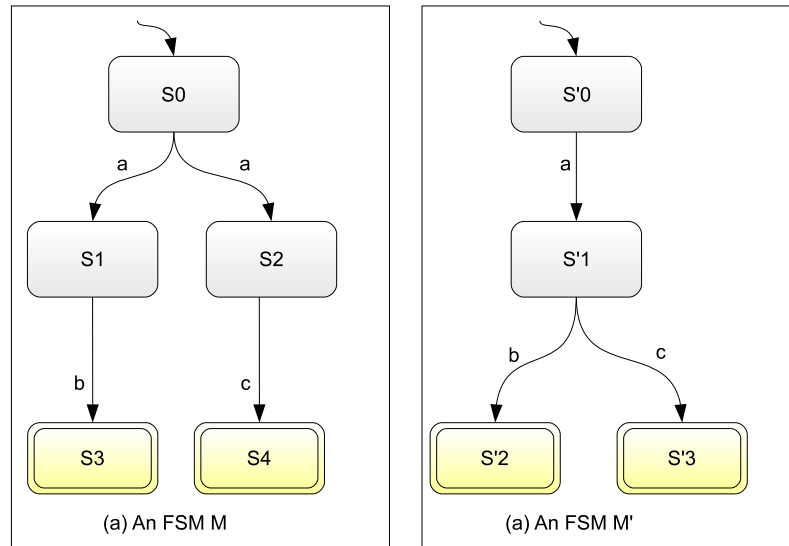 S0
a a
S1 S2
b c
S3 S4
(a) An FSM M
S'0
a
S'1
b c
S'2 S'3
(a) An FSM M'